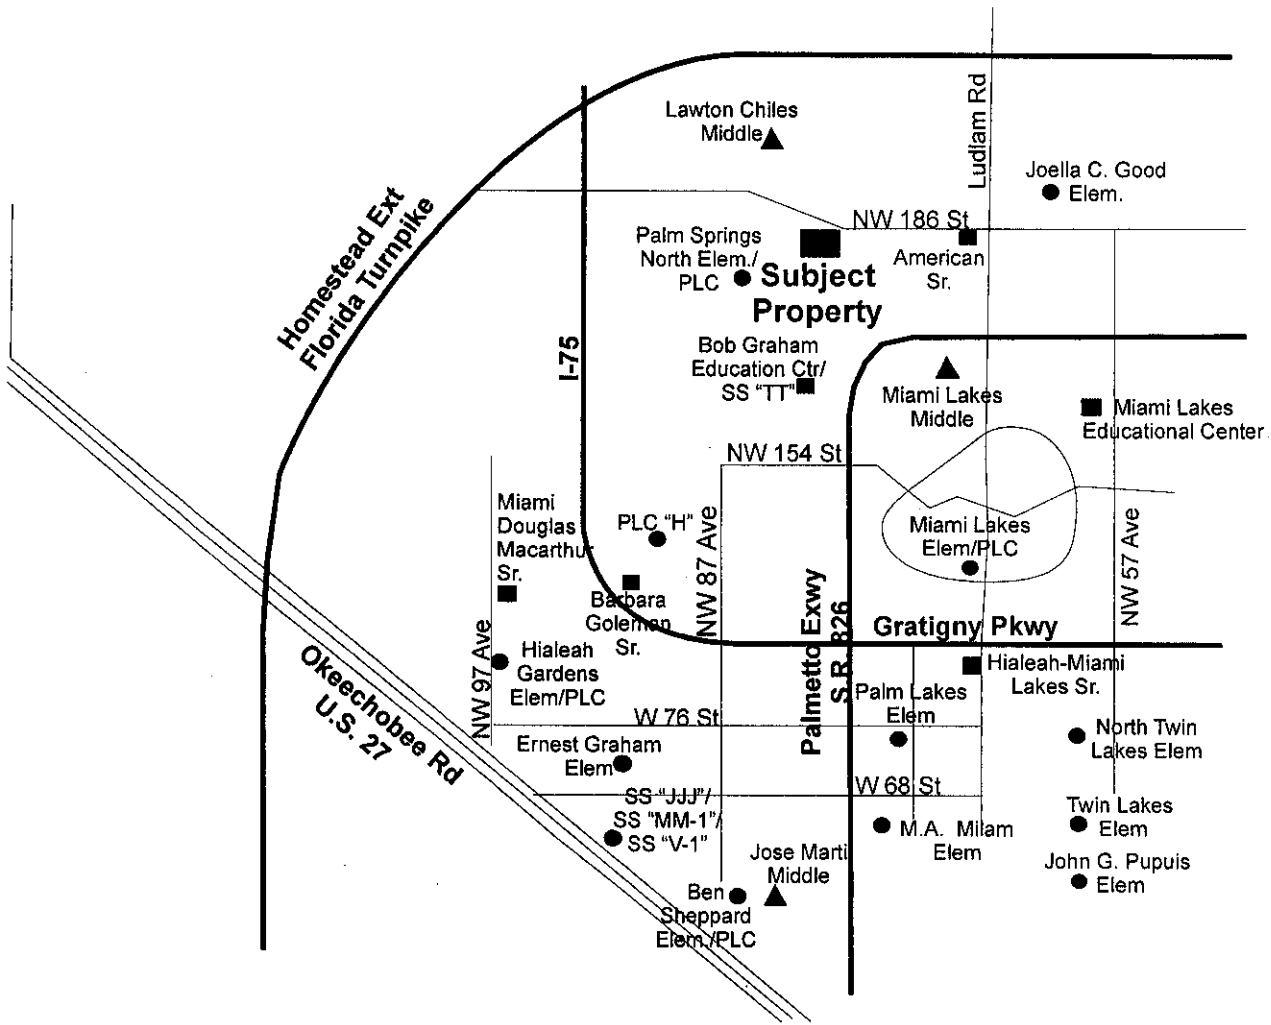 Lawton Chiles
Middle
Ludlam Rd
Joella C. Good
Elem.
Homestead Ext
Florida Turnpike
NW 186 St
Palm Springs
North Elem./
PLC
Subject
Property
American
Sr.
I-75
Bob Graham
Education Ctr/
SS "TT"
Miami Lakes
Middle
Miami Lakes
Educational Center
NW 154 St
Miami
Douglas
Macarthur
Sr.
PLC "H"
NW 87 Ave
Miami Lakes
Elem/PLC
NW 57 Ave
Barbara
Goleman
Sr.
Palmetto Exwy
S.R. 826
Gratigny Pkwy
NW 97 Ave
Hialeah
Gardens
Elem/PLC
Okeechobee Rd
U.S. 27
Hialeah-Miami
Lakes Sr.
Palm Lakes
Elem
W 76 St
North Twin
Lakes Elem
Ernest Graham
Elem
W 68 St
SS "JJJ"/
SS "MM-1"/
SS "V-1"
Twin Lakes
Elem
M.A. Milam
Elem
Jose Marti
Middle
John G. Pupuis
Elem
Ben
Sheppard
Elem./PLC